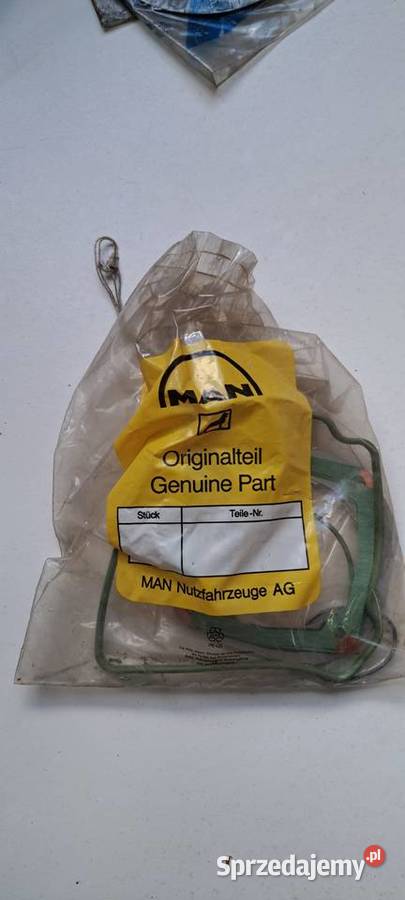 MAN
Originalteil
Genuine Part
Stück Teile-Nr.
MAN Nutzfahrzeuge AG
Sprzedajemy.pl